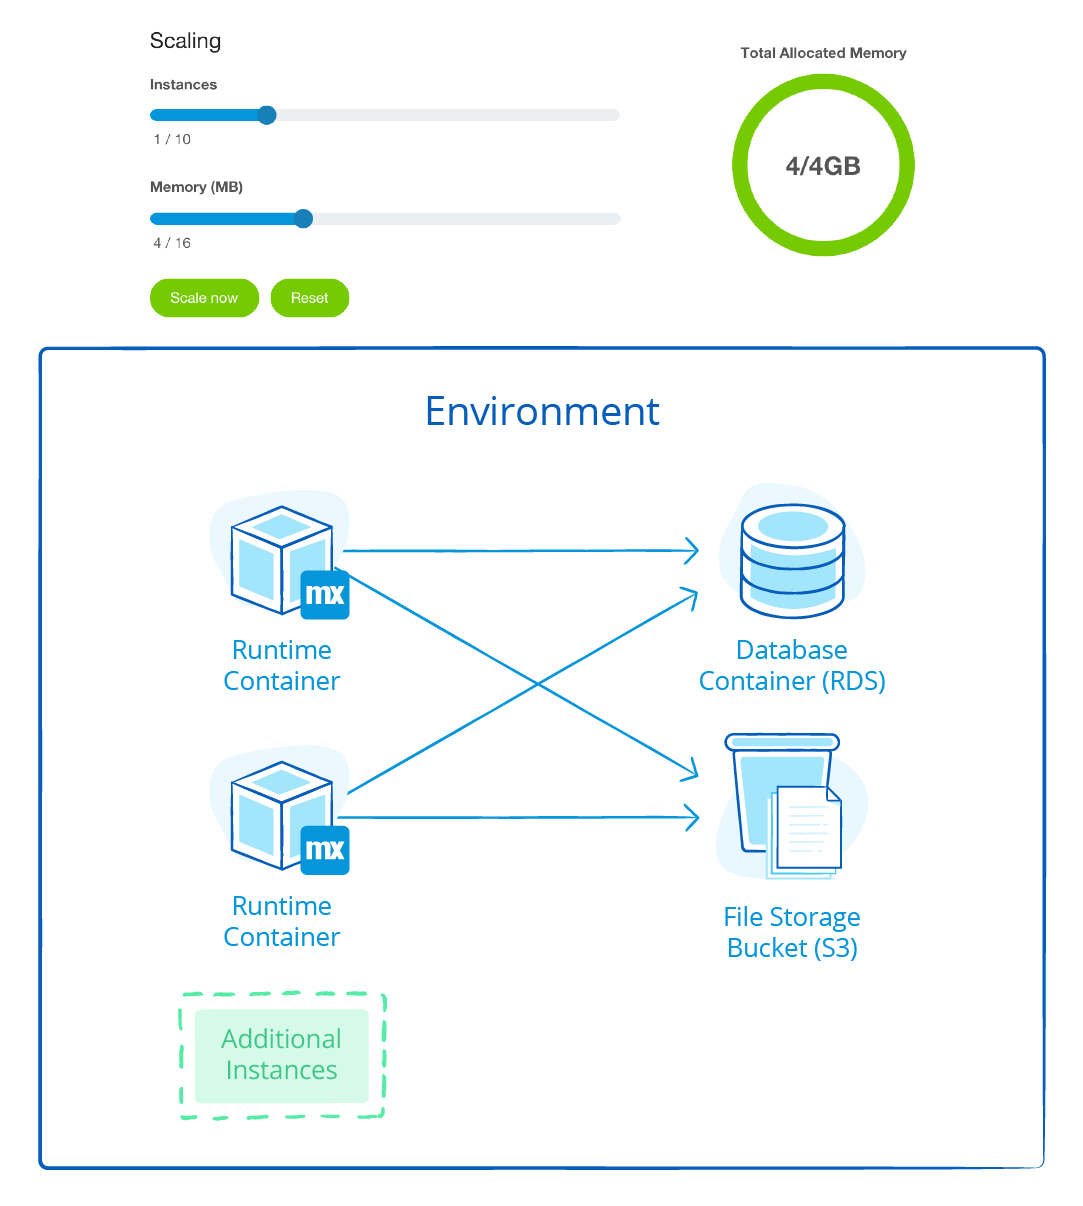 Scaling
Total Allocated Memory
Instances
1 / 10
4/4GB
Memory (MB)
4 / 16
Scale now
Reset
Environment
mx
Runtime
Container
Database
Container (RDS)
mx
Runtime
Container
File Storage
Bucket (S3)
Additional
Instances